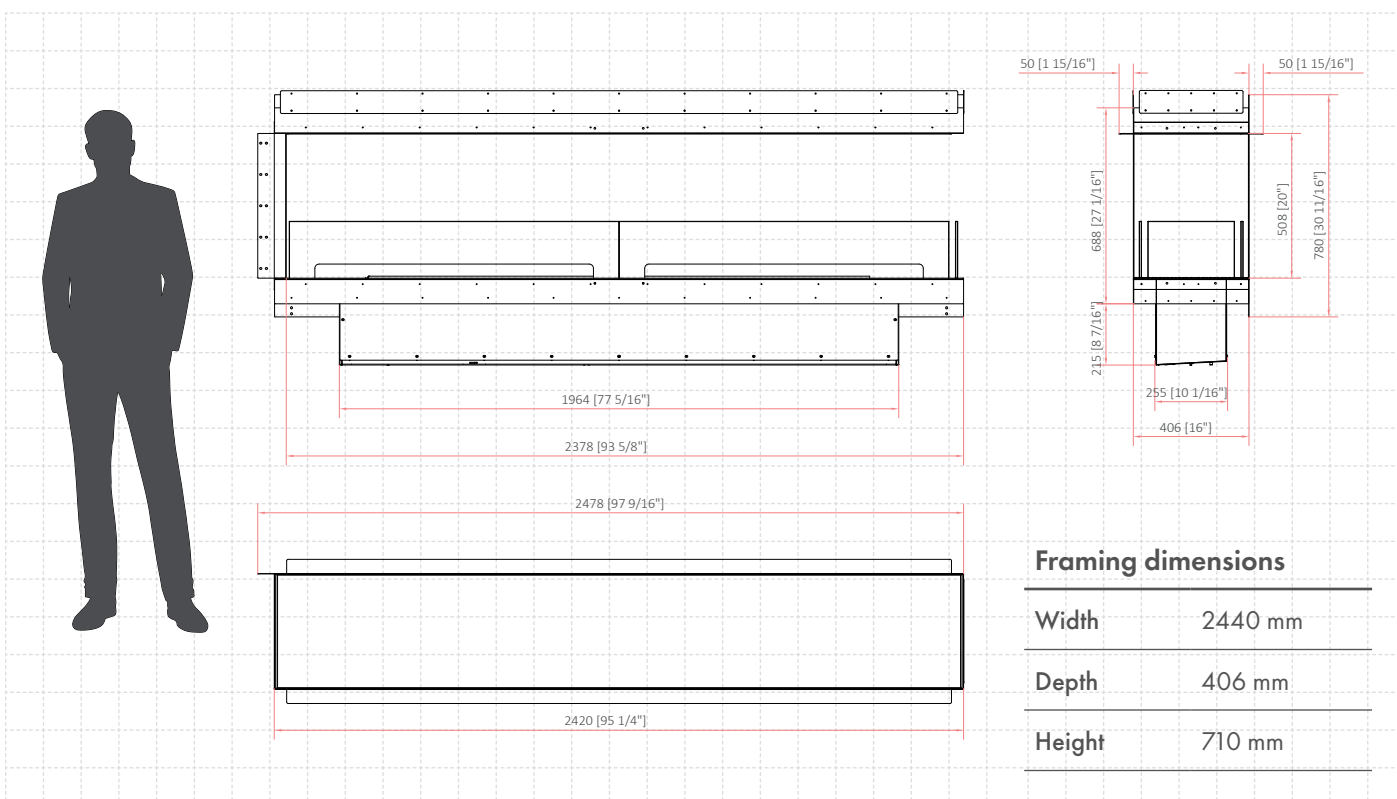 50 [1 15/16"]
50 [1 15/16"]
688 [27 1/16"]
508 [20"]
780 [30 11/16"]
215 [8 7/16"]
255 [10 1/16"]
406 [16"]
1964 [77 5/16"]
2378 [93 5/8"]
2478 [97 9/16"]
2420 [95 1/4"]
Framing dimensions
Width 2440 mm
Depth 406 mm
Height 710 mm